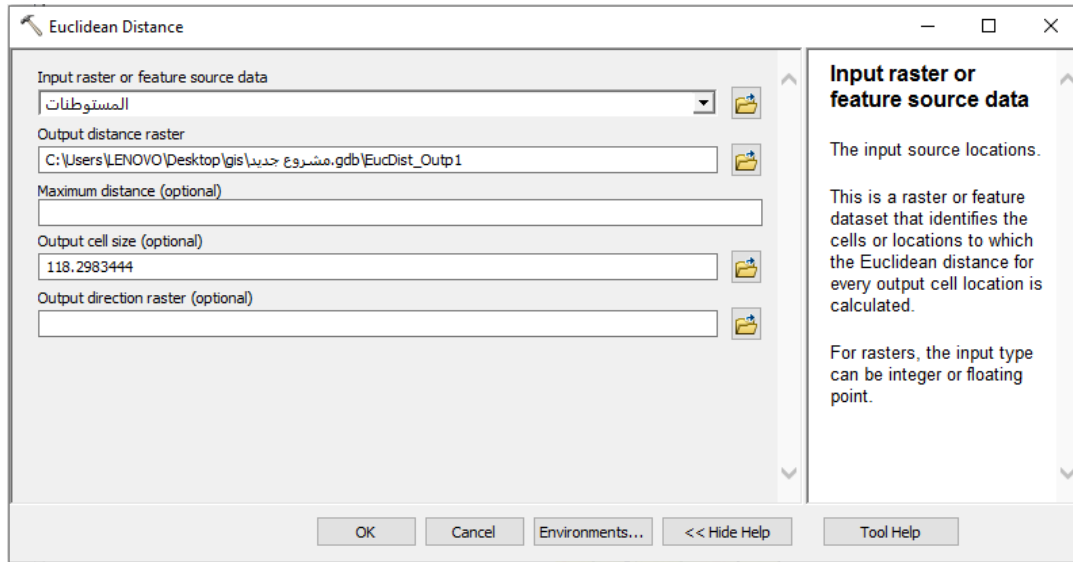 Euclidean Distance
Input raster or feature source data
المستوطنات
Output distance raster
C:\Users\LENOVO\Desktop\gis\مشروع جديد.gdb\EucDist_Outp1
Maximum distance (optional)
Output cell size (optional)
118.2983444
Output direction raster (optional)
OK
Cancel
Environments...
<< Hide Help
Input raster or
feature source data
The input source locations.
This is a raster or feature
dataset that identifies the
cells or locations to which
the Euclidean distance for
every output cell location is
calculated.
For rasters, the input type
can be integer or floating
point.
Tool Help